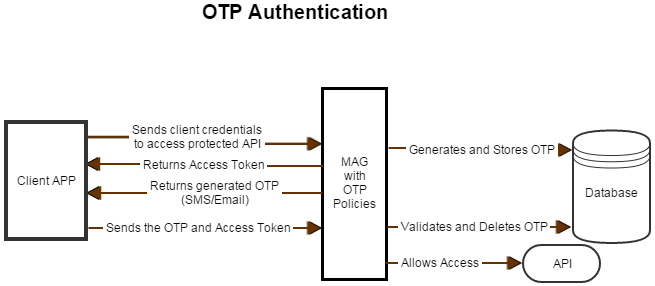 OTP Authentication
Sends client credentials
to access protected API
Returns Access Token
Returns generated OTP
(SMS/Email)
Sends the OTP and Access Token
Client APP
MAG
with
OTP
Policies
Generates and Stores OTP
Validates and Deletes OTP
Allows Access
Database
API